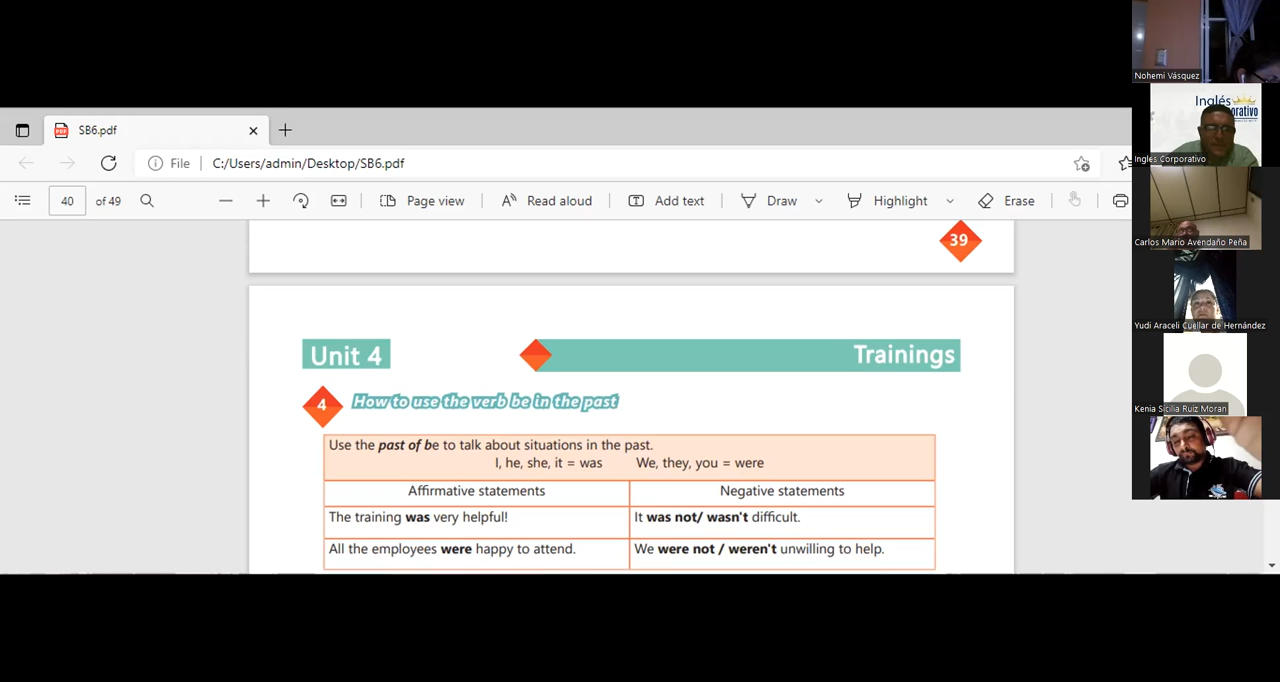 Nohemi Vásquez
SB6.pdf
Inglés
orativo
Ingles Corporativo
File
C:/Users/admin/Desktop/SB6.pdf
40
of 49
Page view
Read aloud
Add text
Draw
Highlight
Erase
39
Carlos Mario Avendaño Peña
Yudi Araceli Cuellar de Hernández
Unit 4
Trainings
4
How to use the verb be in the past
Kenia Sicilia Ruiz Moran
Use the past of be to talk about situations in the past.
I, he, she, it = was We, they, you = were
Affirmative statements
Negative statements
The training was very helpful!
It was not/ wasn't difficult.
All the employees were happy to attend.
We were not / weren't unwilling to help.